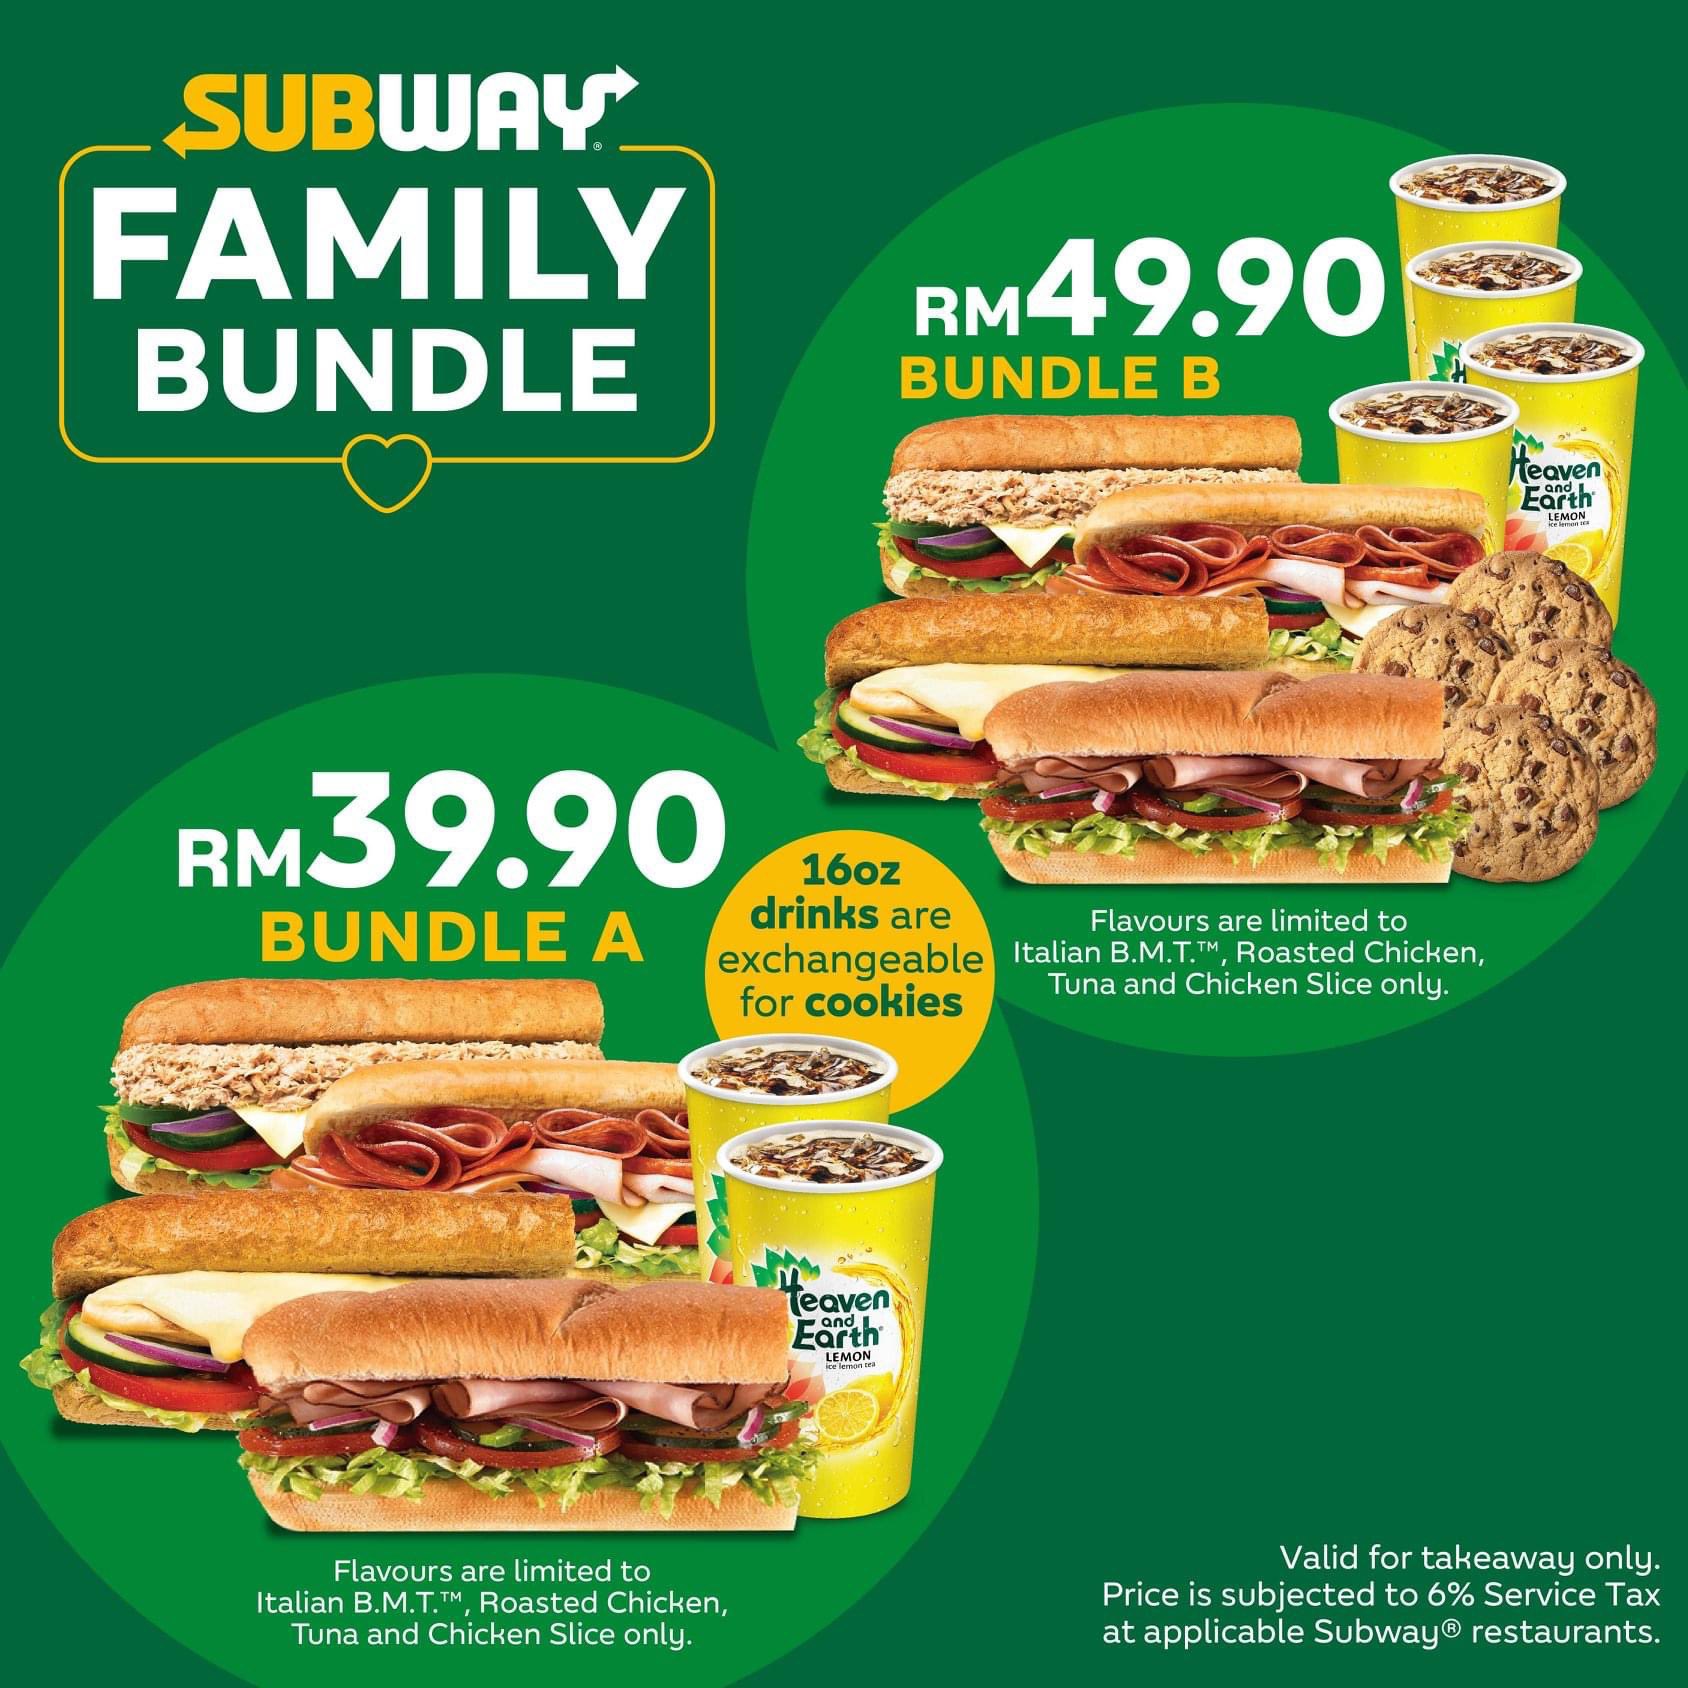 SUBWAY®
FAMILY
BUNDLE
RM49.90
BUNDLE B
Heaven
and
Earth
LEMON
ice lemon tea
Flavours are limited to
Italian B.M.T.™, Roasted Chicken,
Tuna and Chicken Slice only.
RM39.90
BUNDLE A
16oz
drinks are
exchangeable
for cookies
Heaven
and
Earth
LEMON
ice lemon tea
Flavours are limited to
Italian B.M.T.™, Roasted Chicken,
Tuna and Chicken Slice only.
Valid for takeaway only.
Price is subjected to 6% Service Tax
at applicable Subway® restaurants.